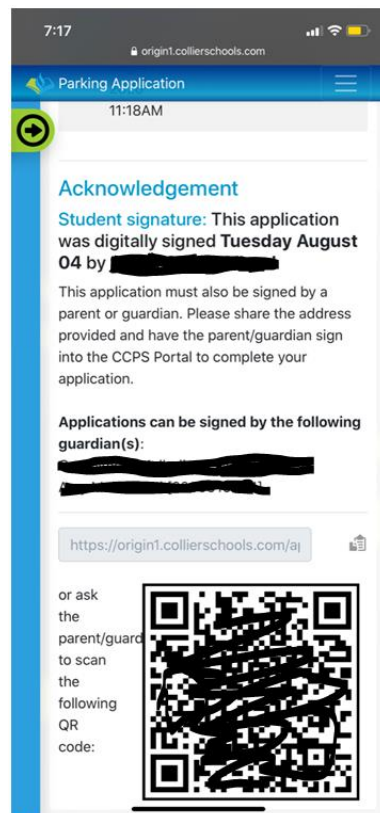 7:17
origin1.collierschools.com
Parking Application
11:18AM
Acknowledgement
Student signature: This application
was digitally signed Tuesday August
04 by
This application must also be signed by a
parent or guardian. Please share the address
provided and have the parent/guardian sign
into the CCPS Portal to complete your
application.
Applications can be signed by the following
guardian(s):
https://origin1.collierschools.com/a
or ask
the
parent/guard
to scan
the
following
QR
code: